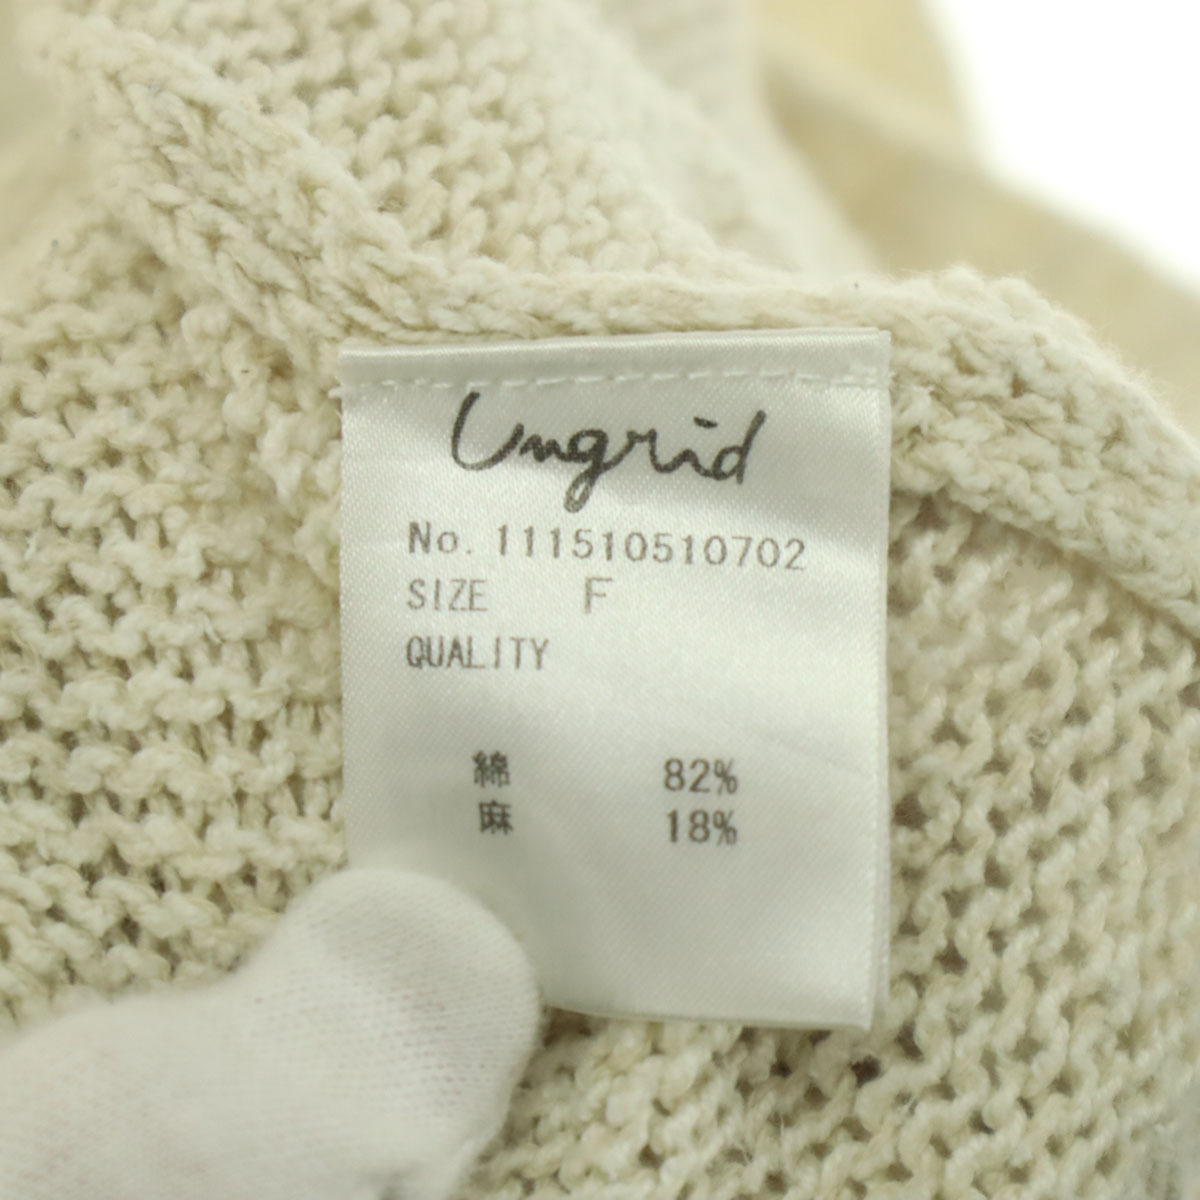 Ungrid
No. 111510510702
SIZE F
QUALITY
綿 82%
麻 18%